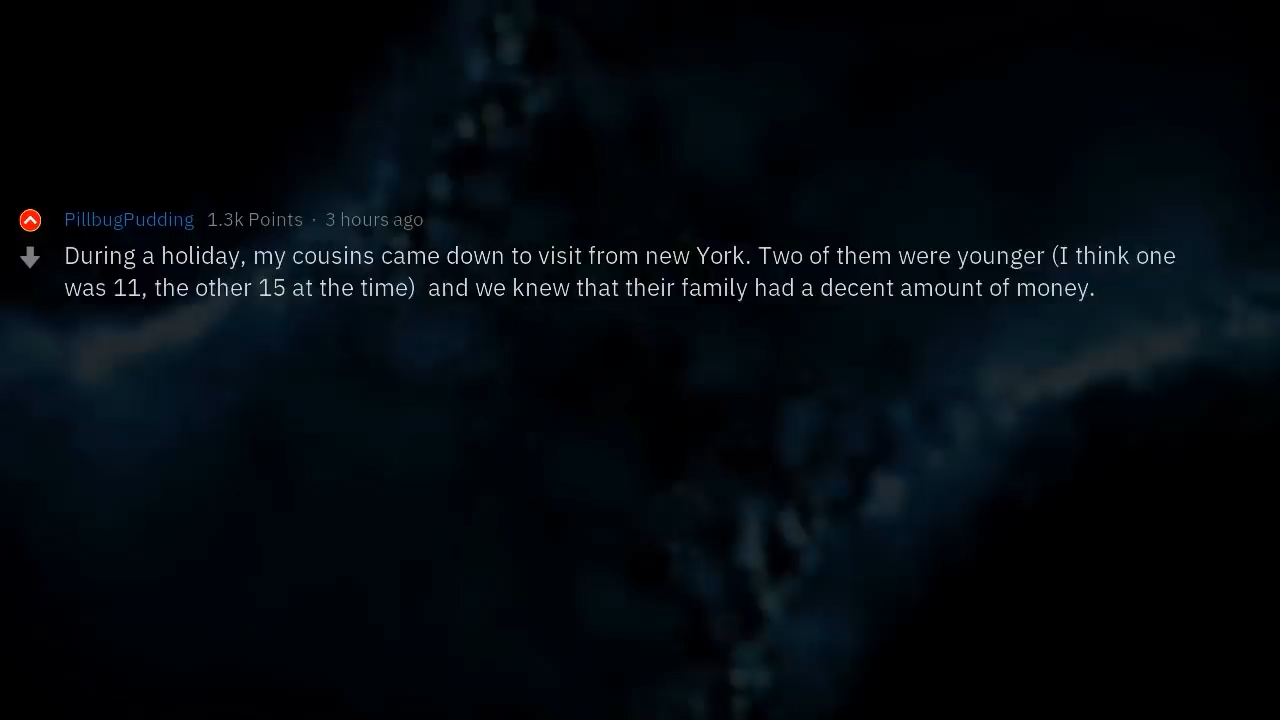 PillbugPudding 1.3k Points · 3 hours ago
During a holiday, my cousins came down to visit from new York. Two of them were younger (I think one
was 11, the other 15 at the time)  and we knew that their family had a decent amount of money.